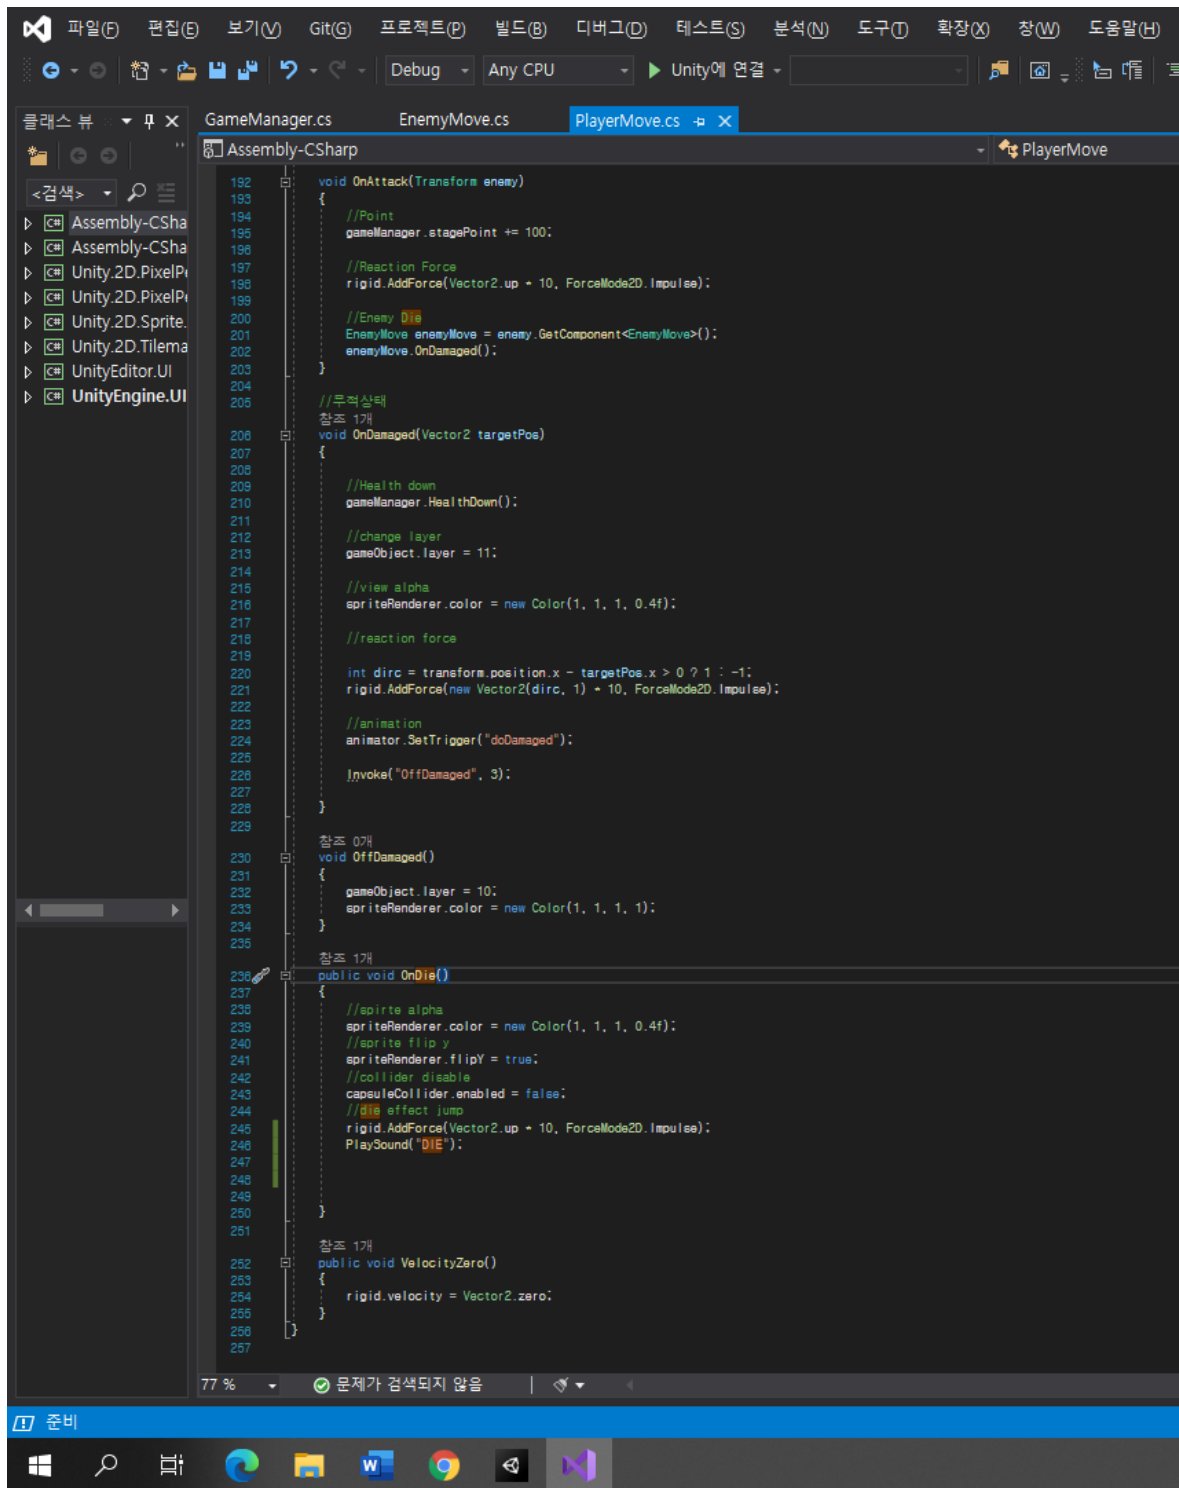 파일(F) 편집(E) 보기(V) Git(G) 프로젝트(P) 빌드(B) 디버그(D) 테스트(S) 분석(N) 도구(T) 확장(X) 창(W) 도움말(H)
Debug Any CPU Unity에 연결
클래스 뷰 GameManager.cs EnemyMove.cs PlayerMove.cs
Assembly-CSharp PlayerMove
<검색>
Assembly-CSha
Assembly-CSha
Unity.2D.PixelPe
Unity.2D.PixelPe
Unity.2D.Sprite.
Unity.2D.Tilema
UnityEditor.UI
UnityEngine.UI
192 void OnAttack(Transform enemy)
193 {
194 //Point
195 gameManager.stagePoint += 100;
196
197 //Reaction Force
198 rigid.AddForce(Vector2.up * 10, ForceMode2D.Impulse);
199
200 //Enemy Die
201 EnemyMove enemyMove = enemy.GetComponent<EnemyMove>();
202 enemyMove.OnDamaged();
203 }
204
205 //무적상태
참조 1개
206 void OnDamaged(Vector2 targetPos)
207 {
208
209 //Health down
210 gameManager.HealthDown();
211
212 //change layer
213 gameObject.layer = 11;
214
215 //view alpha
216 spriteRenderer.color = new Color(1, 1, 1, 0.4f);
217
218 //reaction force
219
220 int dirc = transform.position.x - targetPos.x > 0 ? 1 : -1;
221 rigid.AddForce(new Vector2(dirc, 1) * 10, ForceMode2D.Impulse);
222
223 //animation
224 animator.SetTrigger("doDamaged");
225
226 Invoke("OffDamaged", 3);
227
228 }
229
참조 0개
230 void OffDamaged()
231 {
232 gameObject.layer = 10;
233 spriteRenderer.color = new Color(1, 1, 1, 1);
234 }
235
참조 1개
236 public void OnDie()
237 {
238 //spirte alpha
239 spriteRenderer.color = new Color(1, 1, 1, 0.4f);
240 //sprite flip y
241 spriteRenderer.flipY = true;
242 //collider disable
243 capsuleCollider.enabled = false;
244 //die effect jump
245 rigid.AddForce(Vector2.up * 10, ForceMode2D.Impulse);
246 PlaySound("DIE");
247
248
249
250 }
251
참조 1개
252 public void VelocityZero()
253 {
254 rigid.velocity = Vector2.zero;
255 }
256 }
257
77 % 문제가 검색되지 않음
준비